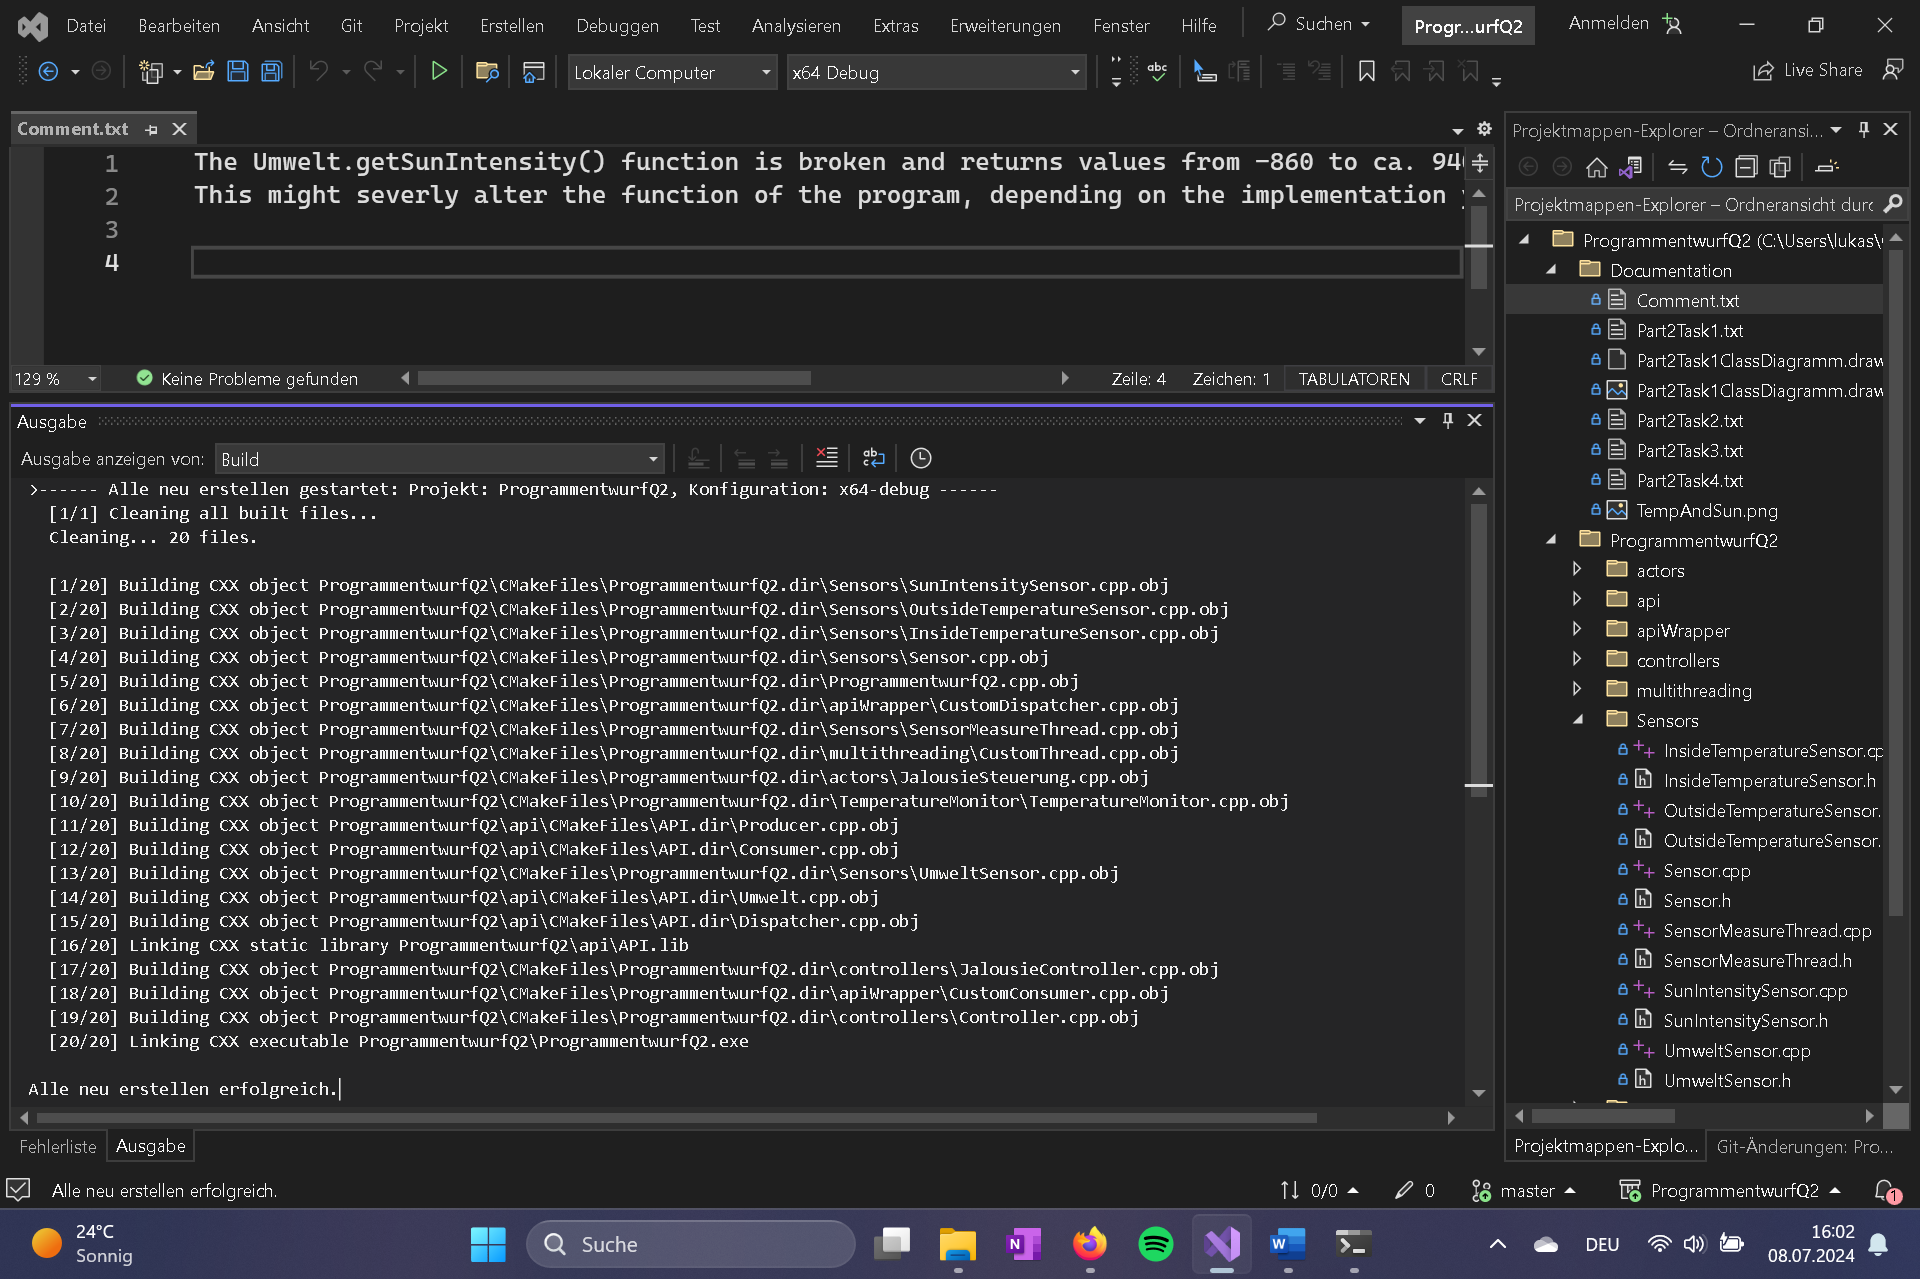 Datei Bearbeiten Ansicht Git Projekt Erstellen Debuggen Test Analysieren Extras Erweiterungen Fenster Hilfe Suchen Progr...urfQ2 Anmelden
Lokaler Computer x64 Debug Live Share
Comment.txt
1 The Umwelt.getSunIntensity() function is broken and returns values from -860 to ca.
2 This might severly alter the function of the program, depending on the implementation
3
4
129 % Keine Probleme gefunden Zeile: 4 Zeichen: 1 TABULATOREN CRLF
Ausgabe
Ausgabe anzeigen von: Build
>------ Alle neu erstellen gestartet: Projekt: ProgrammentwurfQ2, Konfiguration: x64-debug ------
[1/1] Cleaning all built files...
Cleaning... 20 files.
[1/20] Building CXX object ProgrammentwurfQ2\CMakeFiles\ProgrammentwurfQ2.dir\Sensors\SunIntensitySensor.cpp.obj
[2/20] Building CXX object ProgrammentwurfQ2\CMakeFiles\ProgrammentwurfQ2.dir\Sensors\OutsideTemperatureSensor.cpp.obj
[3/20] Building CXX object ProgrammentwurfQ2\CMakeFiles\ProgrammentwurfQ2.dir\Sensors\InsideTemperatureSensor.cpp.obj
[4/20] Building CXX object ProgrammentwurfQ2\CMakeFiles\ProgrammentwurfQ2.dir\Sensors\Sensor.cpp.obj
[5/20] Building CXX object ProgrammentwurfQ2\CMakeFiles\ProgrammentwurfQ2.dir\ProgrammentwurfQ2.cpp.obj
[6/20] Building CXX object ProgrammentwurfQ2\CMakeFiles\ProgrammentwurfQ2.dir\apiWrapper\CustomDispatcher.cpp.obj
[7/20] Building CXX object ProgrammentwurfQ2\CMakeFiles\ProgrammentwurfQ2.dir\Sensors\SensorMeasureThread.cpp.obj
[8/20] Building CXX object ProgrammentwurfQ2\CMakeFiles\ProgrammentwurfQ2.dir\multithreading\CustomThread.cpp.obj
[9/20] Building CXX object ProgrammentwurfQ2\CMakeFiles\ProgrammentwurfQ2.dir\actors\JalousieSteuerung.cpp.obj
[10/20] Building CXX object ProgrammentwurfQ2\CMakeFiles\ProgrammentwurfQ2.dir\TemperatureMonitor\TemperatureMonitor.cpp.obj
[11/20] Building CXX object ProgrammentwurfQ2\api\CMakeFiles\API.dir\Producer.cpp.obj
[12/20] Building CXX object ProgrammentwurfQ2\api\CMakeFiles\API.dir\Consumer.cpp.obj
[13/20] Building CXX object ProgrammentwurfQ2\CMakeFiles\ProgrammentwurfQ2.dir\Sensors\UmweltSensor.cpp.obj
[14/20] Building CXX object ProgrammentwurfQ2\api\CMakeFiles\API.dir\Umwelt.cpp.obj
[15/20] Building CXX object ProgrammentwurfQ2\api\CMakeFiles\API.dir\Dispatcher.cpp.obj
[16/20] Linking CXX static library ProgrammentwurfQ2\api\API.lib
[17/20] Building CXX object ProgrammentwurfQ2\CMakeFiles\ProgrammentwurfQ2.dir\controllers\JalousieController.cpp.obj
[18/20] Building CXX object ProgrammentwurfQ2\CMakeFiles\ProgrammentwurfQ2.dir\apiWrapper\CustomConsumer.cpp.obj
[19/20] Building CXX object ProgrammentwurfQ2\CMakeFiles\ProgrammentwurfQ2.dir\controllers\Controller.cpp.obj
[20/20] Linking CXX executable ProgrammentwurfQ2\ProgrammentwurfQ2.exe
Alle neu erstellen erfolgreich.
Fehlerliste Ausgabe
Projektmappen-Explorer – Ordneransi...
Projektmappen-Explorer – Ordneransicht durc
ProgrammentwurfQ2 (C:\Users\lukas\
Documentation
Comment.txt
Part2Task1.txt
Part2Task1ClassDiagramm.draw
Part2Task1ClassDiagramm.draw
Part2Task2.txt
Part2Task3.txt
Part2Task4.txt
TempAndSun.png
ProgrammentwurfQ2
actors
api
apiWrapper
controllers
multithreading
Sensors
InsideTemperatureSensor.cp
InsideTemperatureSensor.h
OutsideTemperatureSensor.
OutsideTemperatureSensor.
Sensor.cpp
Sensor.h
SensorMeasureThread.cpp
SensorMeasureThread.h
SunIntensitySensor.cpp
SunIntensitySensor.h
UmweltSensor.cpp
UmweltSensor.h
Projektmappen-Explo... Git-Änderungen: Pro...
Alle neu erstellen erfolgreich. 0/0 0 master ProgrammentwurfQ2 1
24°C
Sonnig
Suche
DEU
16:02
08.07.2024